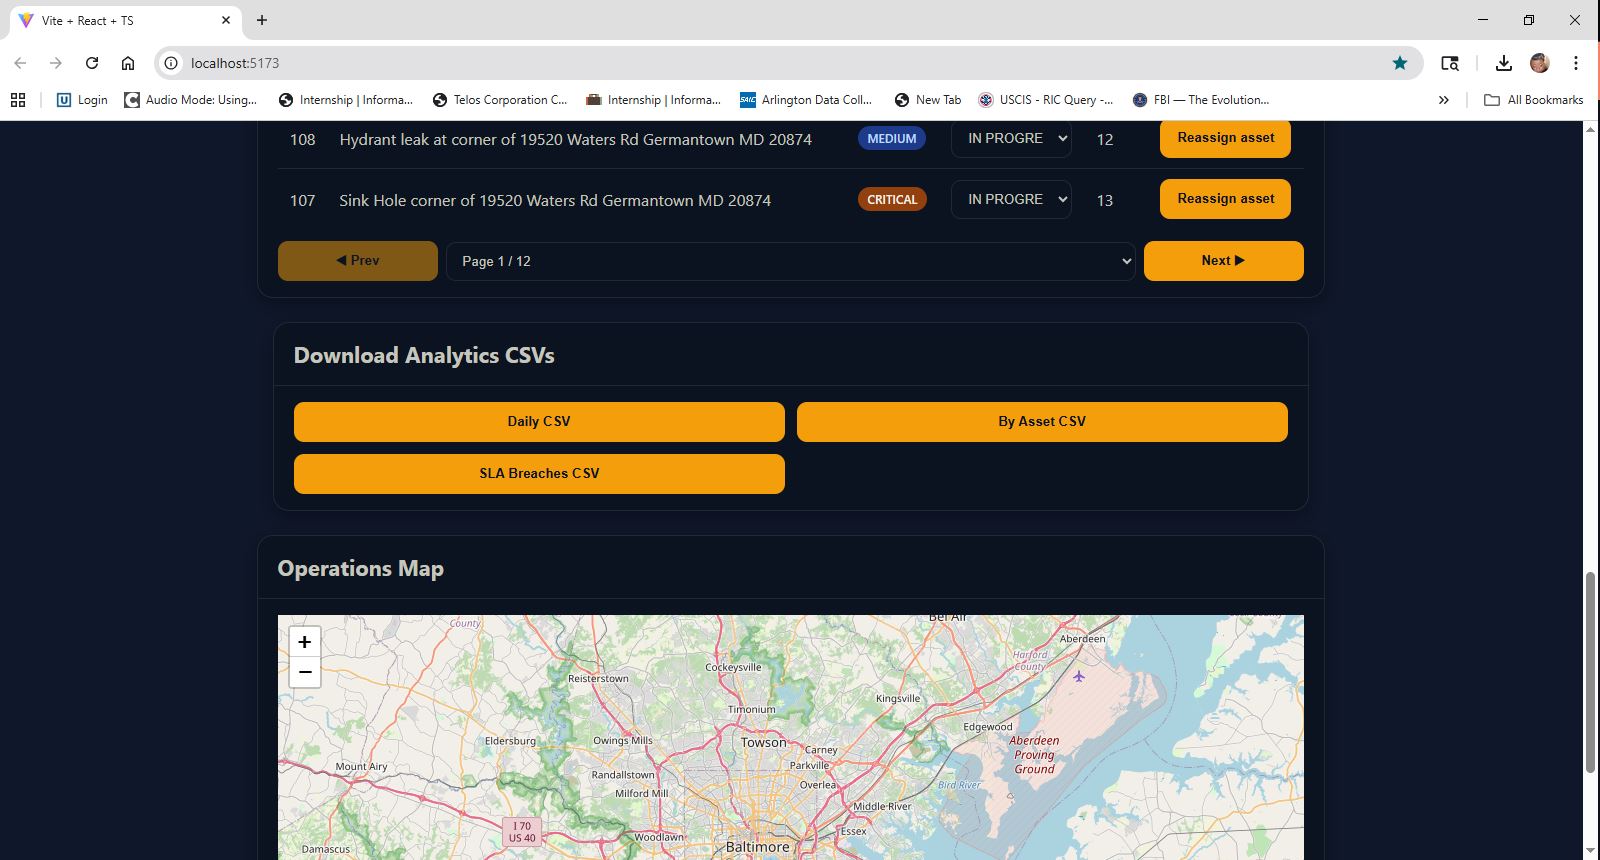 Vite + React + TS
localhost:5173
Login
Audio Mode: Using...
Internship | Informa...
Telos Corporation C...
Internship | Informa...
SAIC
Arlington Data Coll...
New Tab
USCIS - RIC Query -...
FBI — The Evolution...
All Bookmarks
108 Hydrant leak at corner of 19520 Waters Rd Germantown MD 20874 MEDIUM IN PROGRE 12 Reassign asset
107 Sink Hole corner of 19520 Waters Rd Germantown MD 20874 CRITICAL IN PROGRE 13 Reassign asset
◀ Prev Page 1 / 12 Next ▶
Download Analytics CSVs
Daily CSV By Asset CSV
SLA Breaches CSV
Operations Map
+
−
County
Bel Air
Aberdeen
Harford
County
Cockeysville
Reisterstown
Kingsville
Timonium
Edgewood
Eldersburg
Owings Mills
Towson
Carney
Aberdeen
Proving
Ground
Mount Airy
Randallstown
Parkville
Overlea
Bird River
Milford Mill
Middle River
I 70
US 40
Woodlawn
Essex
Damascus
Baltimore